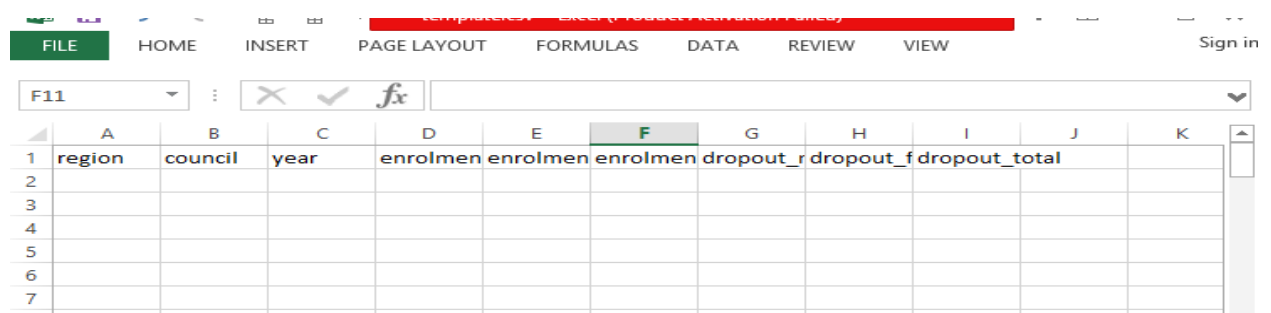 FILE HOME INSERT PAGE LAYOUT FORMULAS DATA REVIEW VIEW Sign in
F11 fx
A B C D E F G H I J K
1 region council year enrolmen enrolmen enrolmen dropout_r dropout_f dropout_total
2
3
4
5
6
7